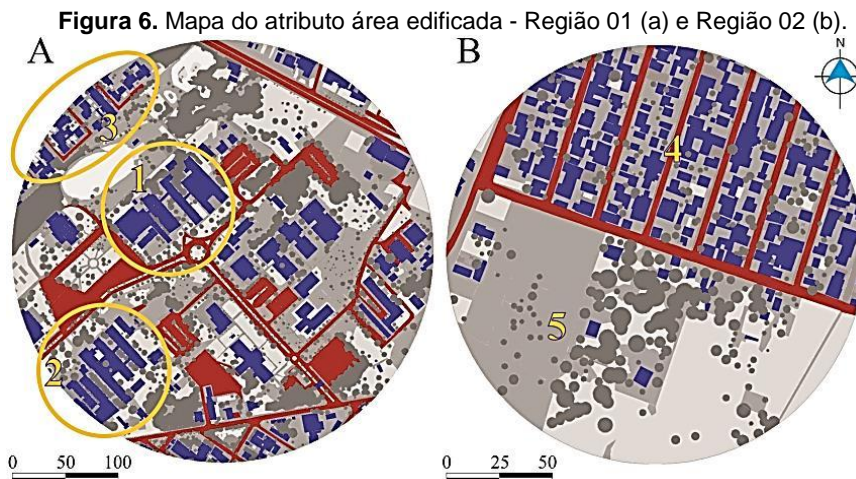 Figura 6. Mapa do atributo área edificada - Região 01 (a) e Região 02 (b).
A
B
N
3
1
2
4
5
0 50 100
0 25 50